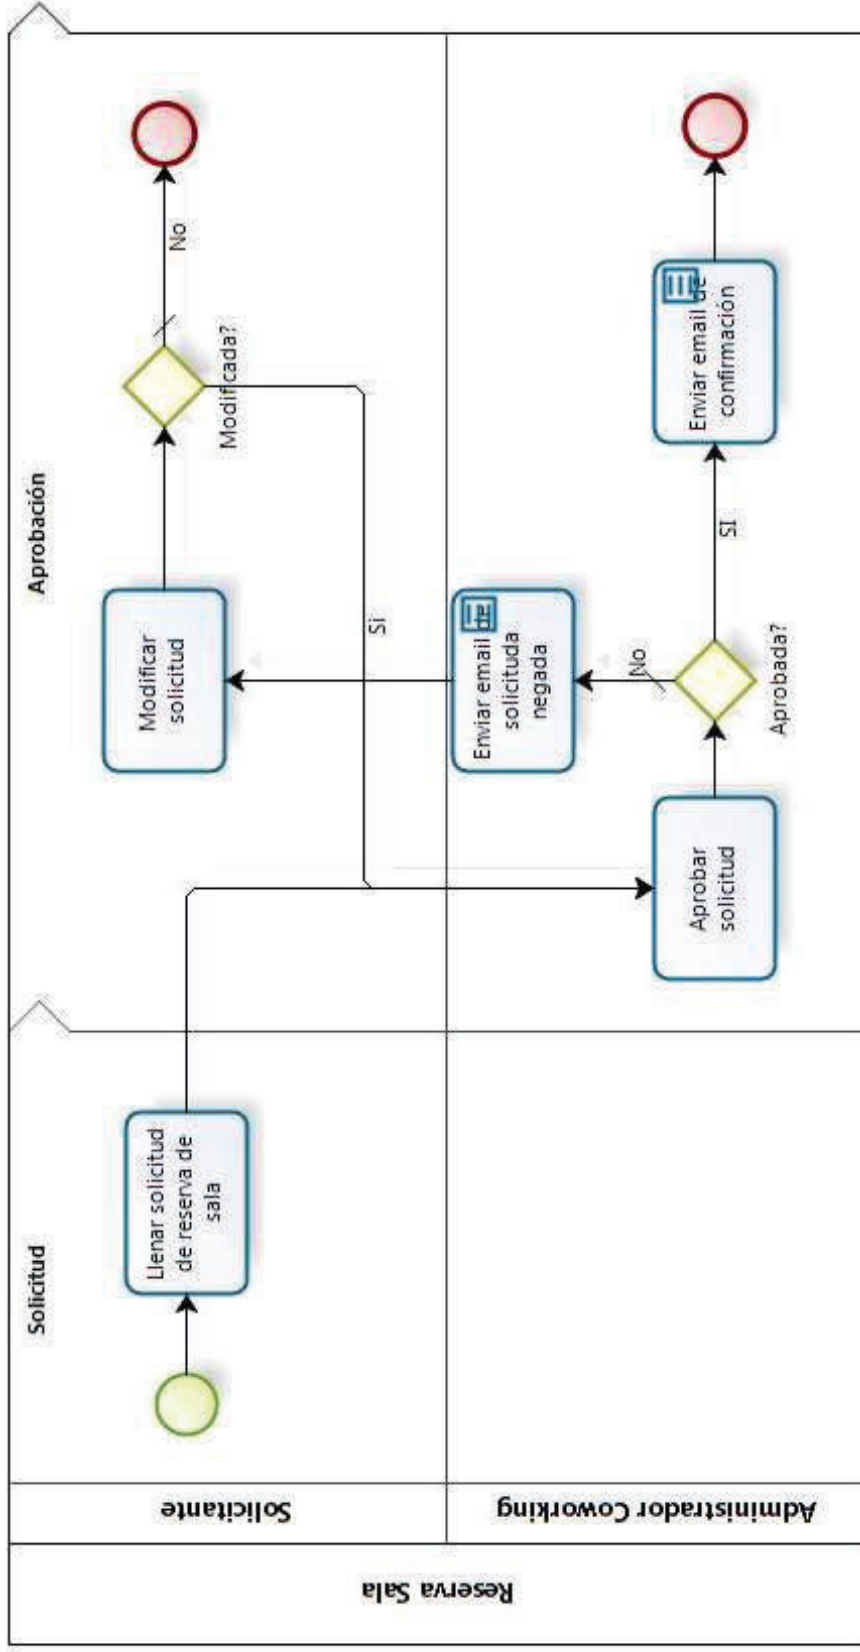 Reserva Sala
Solicitante
Administrador Coworking
Solicitud
Aprobación
Llenar solicitud
de reserva de
sala
Modificar
solicitud
Modificada?
No
Si
Aprobar
solicitud
Aprobada?
No
Enviar email de
solicituda
negada
SI
Enviar email de
confirmación